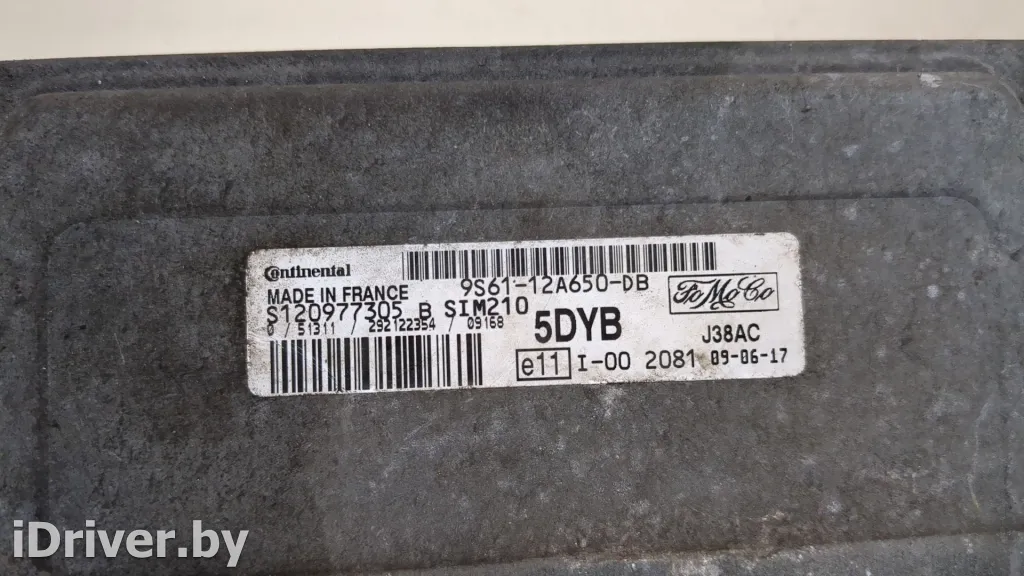 Continental
9S61-12A650-DB
MADE IN FRANCE
S120977305 B SIM210
0 / 51311 / 292122354 / 09168
5DYB
FoMoCo
J38AC
e11 I-00 2081 09-06-17
iDriver.by